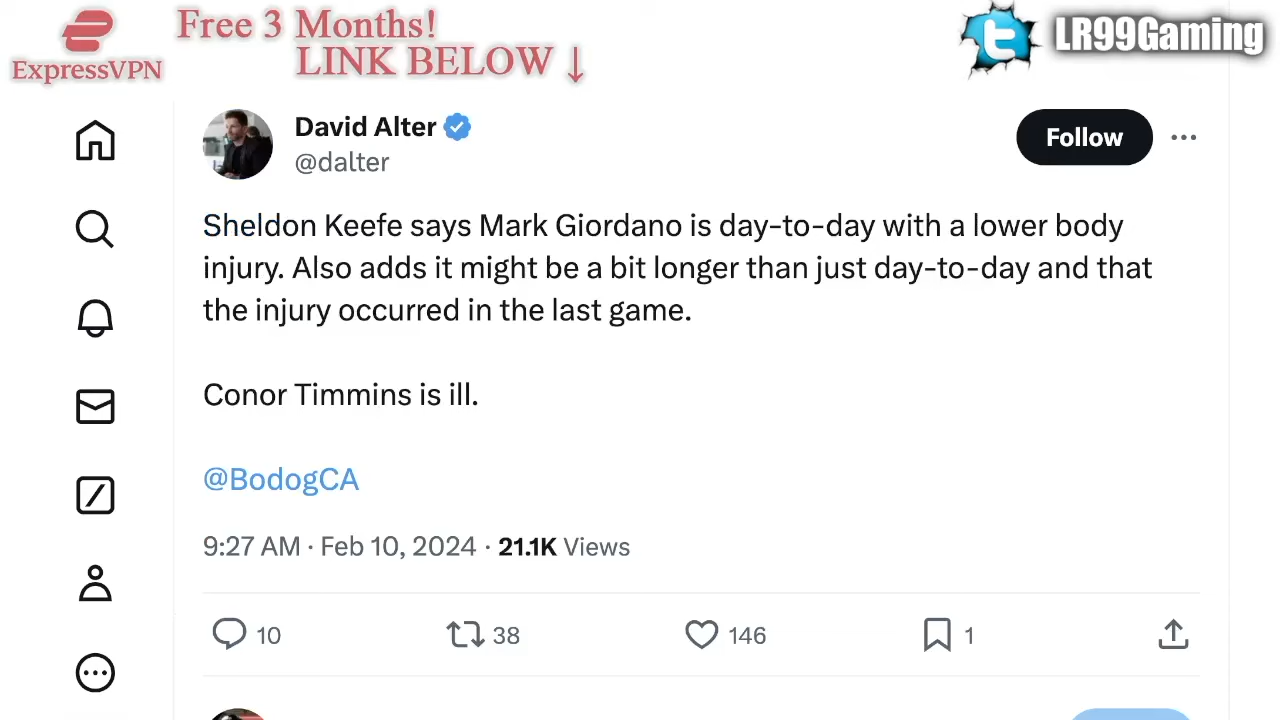 Free 3 Months!
LINK BELOW ↓
ExpressVPN
LR99Gaming
David Alter
@dalter
Follow
Sheldon Keefe says Mark Giordano is day-to-day with a lower body
injury. Also adds it might be a bit longer than just day-to-day and that
the injury occurred in the last game.
Conor Timmins is ill.
@BodogCA
9:27 AM · Feb 10, 2024 · 21.1K Views
10 38 146 1